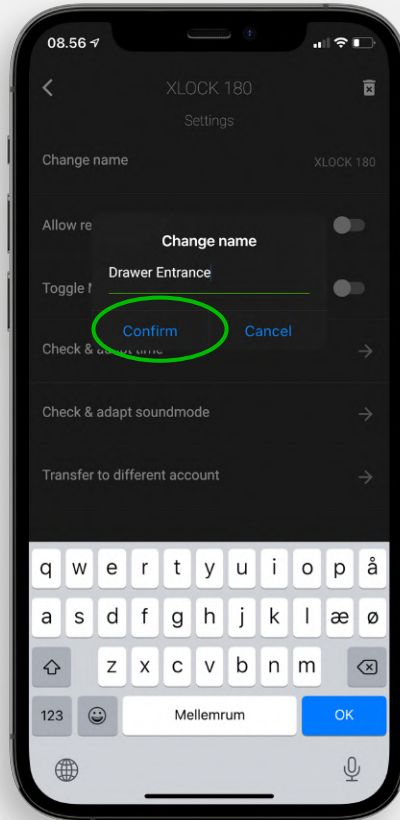 08.56
XLOCK 180
Settings
Change name XLOCK 180
Allow re
Change name
Drawer Entrance
Toggle
Confirm Cancel
Check & adapt time
Check & adapt soundmode
Transfer to different account
q w e r t y u i o p å
a s d f g h j k l æ ø
z x c v b n m
123 Mellemrum OK